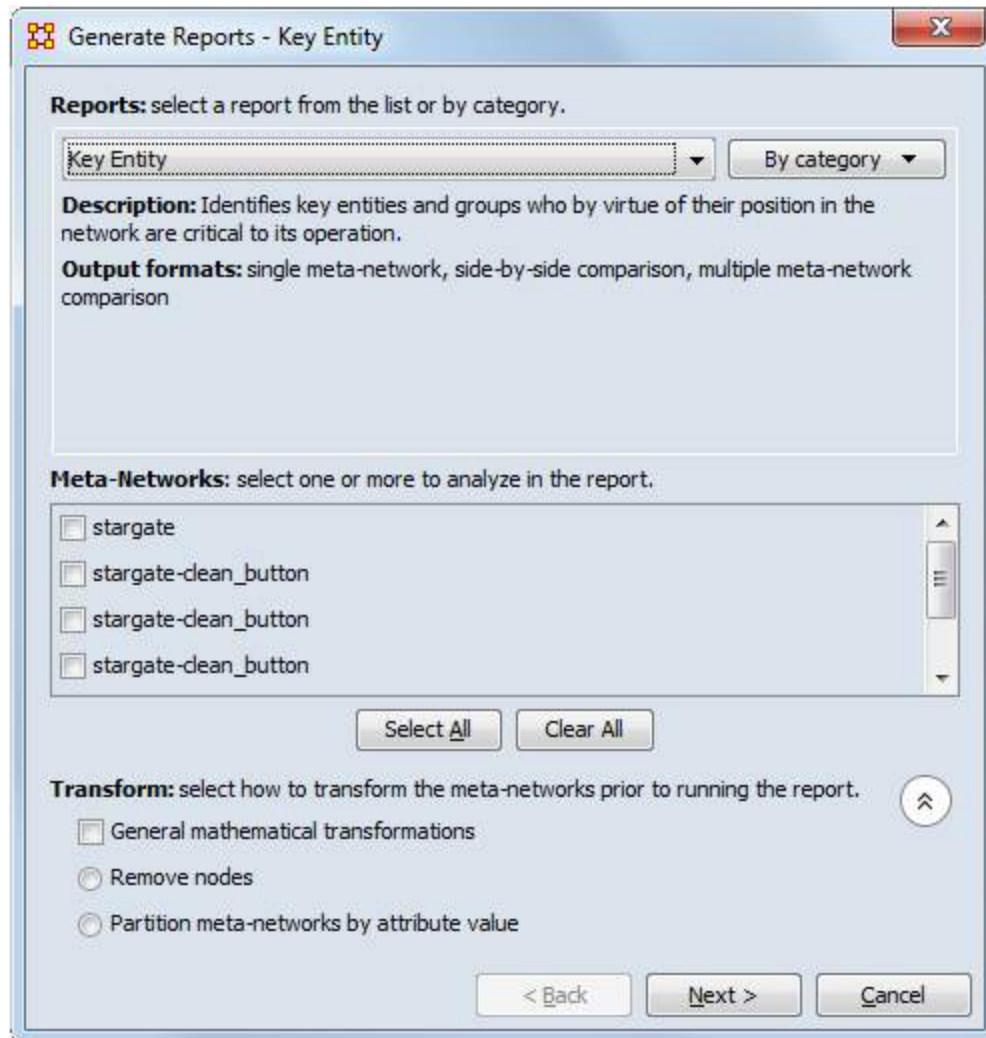 Generate Reports - Key Entity
Reports: select a report from the list or by category.
Key Entity
By category
Description: Identifies key entities and groups who by virtue of their position in the
network are critical to its operation.
Output formats: single meta-network, side-by-side comparison, multiple meta-network
comparison
Meta-Networks: select one or more to analyze in the report.
stargate
stargate-clean_button
stargate-clean_button
stargate-clean_button
Select All
Clear All
Transform: select how to transform the meta-networks prior to running the report.
General mathematical transformations
Remove nodes
Partition meta-networks by attribute value
< Back
Next >
Cancel